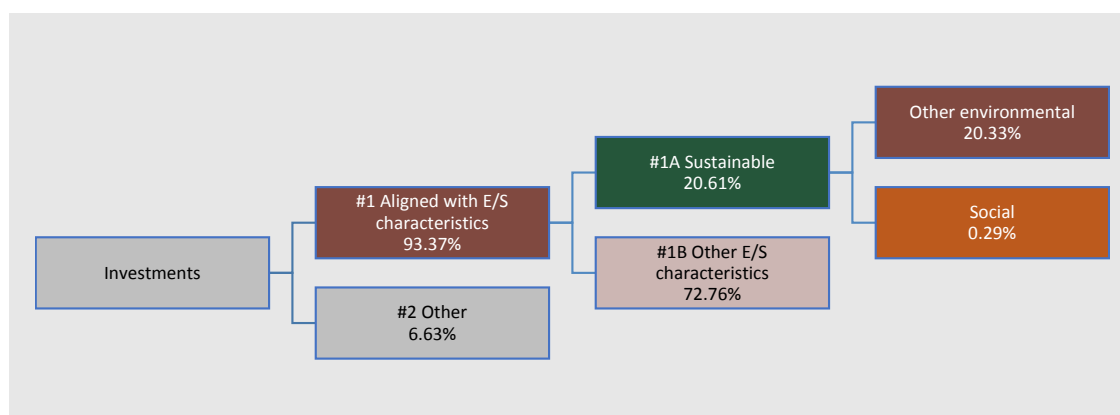 Investments
#1 Aligned with E/S
characteristics
93.37%
#2 Other
6.63%
#1A Sustainable
20.61%
#1B Other E/S
characteristics
72.76%
Other environmental
20.33%
Social
0.29%